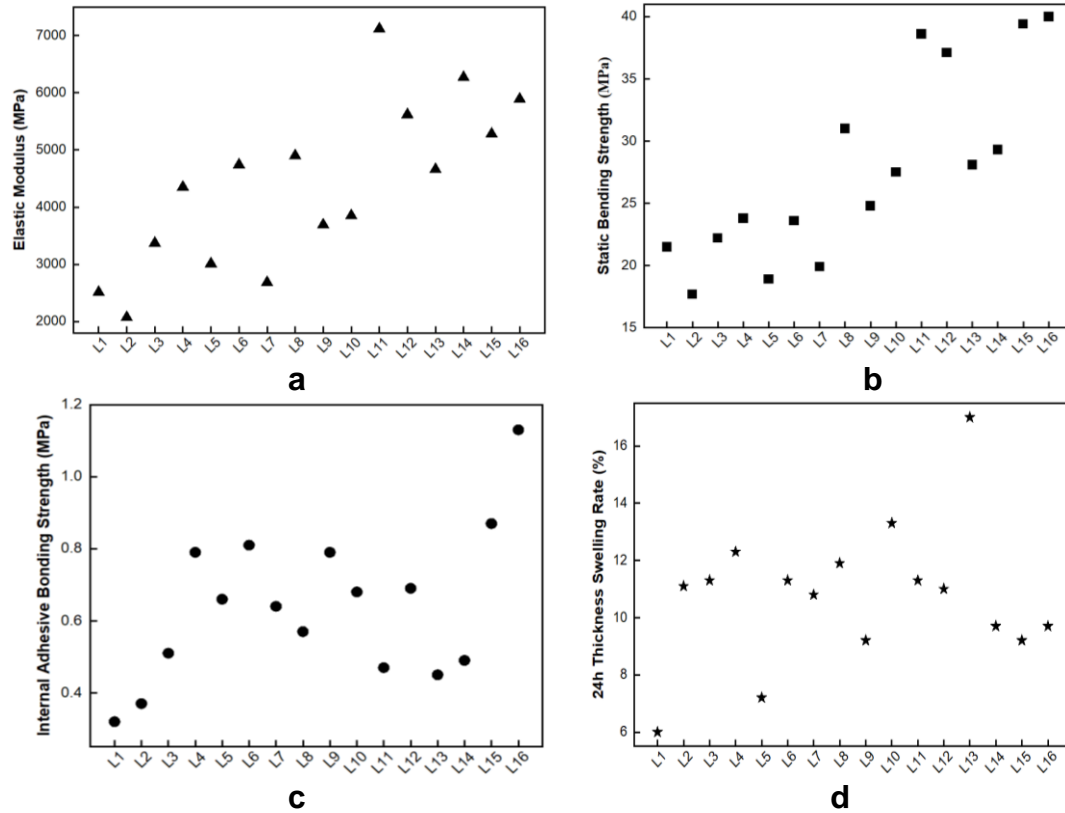 Elastic Modulus (MPa)
7000
6000
5000
4000
3000
2000
L1 L2 L3 L4 L5 L6 L7 L8 L9 L10 L11 L12 L13 L14 L15 L16
a
Static Bending Strength (MPa)
40
35
30
25
20
15
L1 L2 L3 L4 L5 L6 L7 L8 L9 L10 L11 L12 L13 L14 L15 L16
b
Internal Adhesive Bonding Strength (MPa)
1.2
1.0
0.8
0.6
0.4
L1 L2 L3 L4 L5 L6 L7 L8 L9 L10 L11 L12 L13 L14 L15 L16
c
24h Thickness Swelling Rate (%)
16
14
12
10
8
6
L1 L2 L3 L4 L5 L6 L7 L8 L9 L10 L11 L12 L13 L14 L15 L16
d